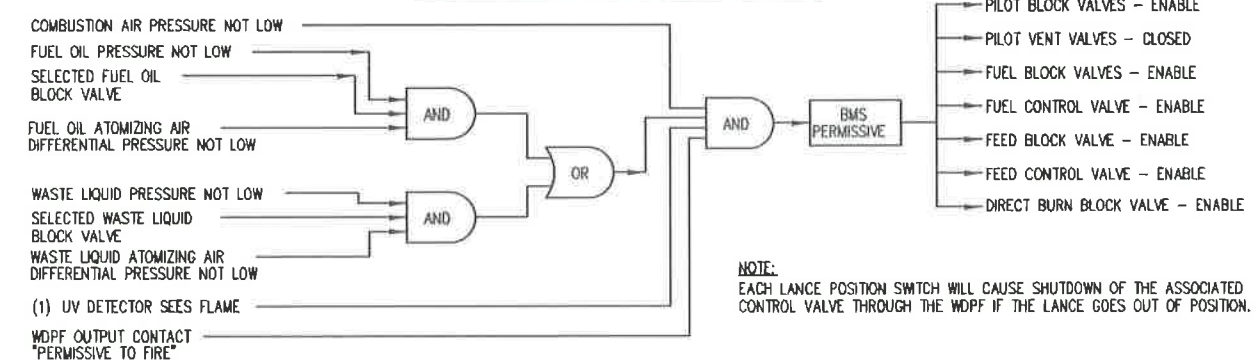 COMBUSTION AIR PRESSURE NOT LOW
FUEL OIL PRESSURE NOT LOW
SELECTED FUEL OIL
BLOCK VALVE
FUEL OIL ATOMIZING AIR
DIFFERENTIAL PRESSURE NOT LOW
AND
WASTE LIQUID PRESSURE NOT LOW
SELECTED WASTE LIQUID
BLOCK VALVE
WASTE LIQUID ATOMIZING AIR
DIFFERENTIAL PRESSURE NOT LOW
AND
OR
(1) UV DETECTOR SEES FLAME
WDPF OUTPUT CONTACT
"PERMISSIVE TO FIRE"
AND
BMS
PERMISSIVE
PILOT BLOCK VALVES – ENABLE
PILOT VENT VALVES – CLOSED
FUEL BLOCK VALVES – ENABLE
FUEL CONTROL VALVE – ENABLE
FEED BLOCK VALVE – ENABLE
FEED CONTROL VALVE – ENABLE
DIRECT BURN BLOCK VALVE – ENABLE
NOTE:
EACH LANCE POSITION SWITCH WILL CAUSE SHUTDOWN OF THE ASSOCIATED
CONTROL VALVE THROUGH THE WDPF IF THE LANCE GOES OUT OF POSITION.